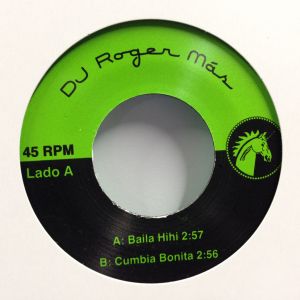 DJ Roger Más
45 RPM
Lado A
A: Baila Hihi 2:57
B: Cumbia Bonita 2:56